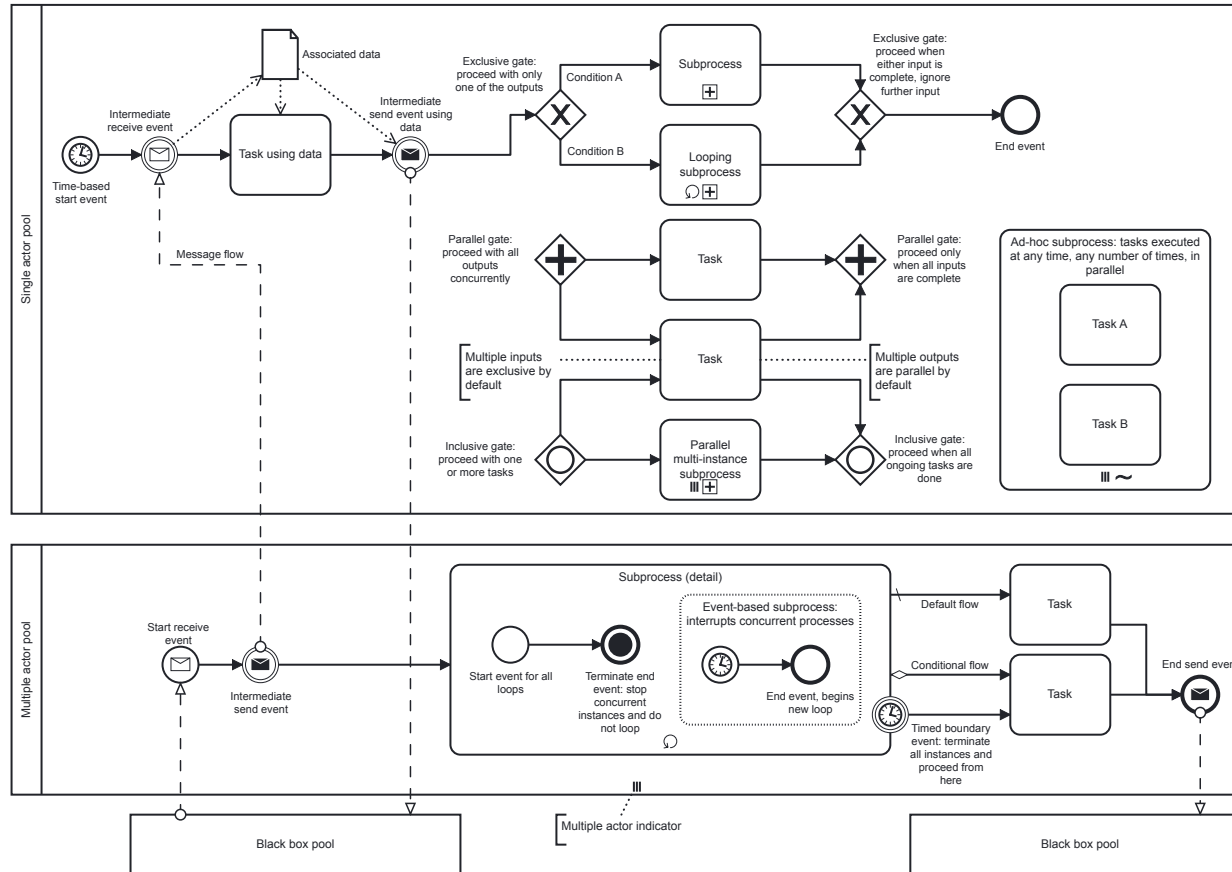 Single actor pool
Associated data
Intermediate
receive event
Time-based
start event
Task using data
Intermediate
send event using
data
Message flow
Exclusive gate:
proceed with only
one of the outputs
Condition A
Condition B
Subprocess
Looping
subprocess
Exclusive gate:
proceed when
either input is
complete, ignore
further input
End event
Parallel gate:
proceed with all
outputs
concurrently
Task
Parallel gate:
proceed only
when all inputs
are complete
Multiple inputs
are exclusive by
default
Task
Multiple outputs
are parallel by
default
Inclusive gate:
proceed with one
or more tasks
Parallel
multi-instance
subprocess
Inclusive gate:
proceed when all
ongoing tasks are
done
Ad-hoc subprocess: tasks executed
at any time, any number of times, in
parallel
Task A
Task B
Multiple actor pool
Start receive
event
Intermediate
send event
Subprocess (detail)
Start event for all
loops
Terminate end
event: stop
concurrent
instances and do
not loop
Event-based subprocess:
interrupts concurrent processes
End event, begins
new loop
Default flow
Conditional flow
Timed boundary
event: terminate
all instances and
proceed from
here
Task
Task
End send event
Black box pool
Multiple actor indicator
Black box pool